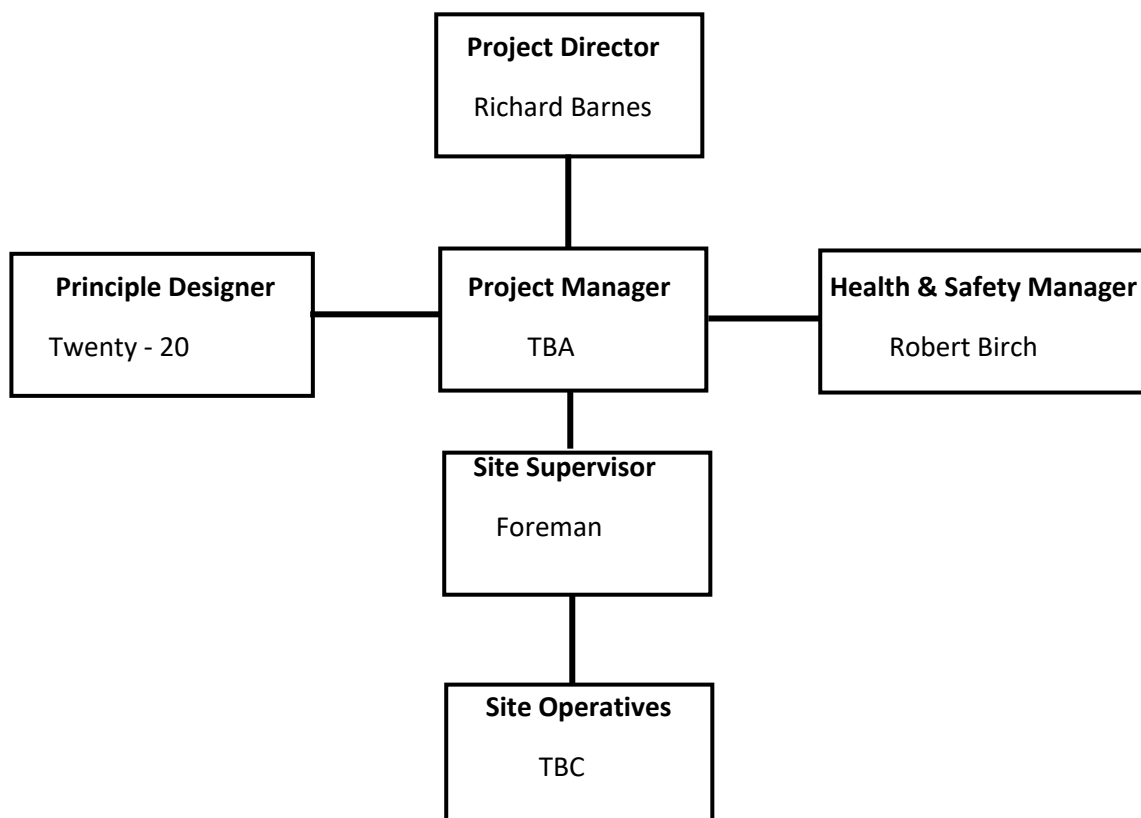 Project Director
Richard Barnes
Principle Designer
Twenty - 20
Project Manager
TBA
Health & Safety Manager
Robert Birch
Site Supervisor
Foreman
Site Operatives
TBC